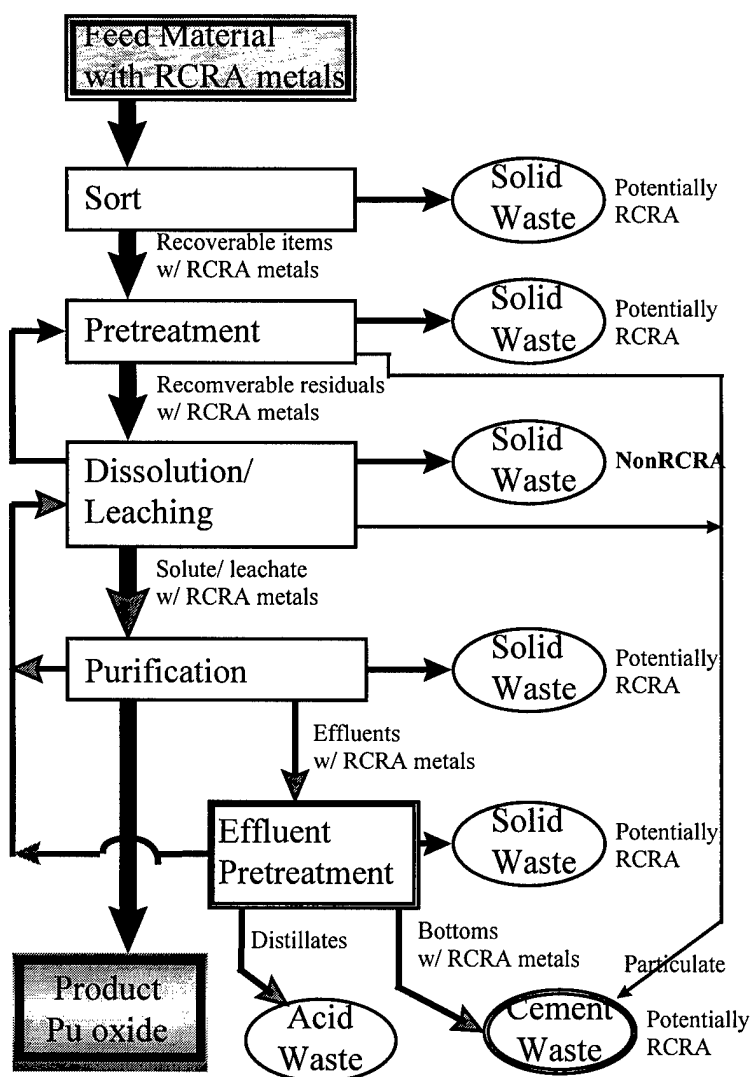 Feed Material
with RCRA metals
Sort
Solid
Waste
Potentially
RCRA
Recoverable items
w/ RCRA metals
Pretreatment
Solid
Waste
Potentially
RCRA
Recomverable residuals
w/ RCRA metals
Dissolution/
Leaching
Solid
Waste
NonRCRA
Solute/ leachate
w/ RCRA metals
Purification
Solid
Waste
Potentially
RCRA
Effluents
w/ RCRA metals
Effluent
Pretreatment
Solid
Waste
Potentially
RCRA
Distillates
Bottoms
w/ RCRA metals
Particulate
Product
Pu oxide
Acid
Waste
Cement
Waste
Potentially
RCRA